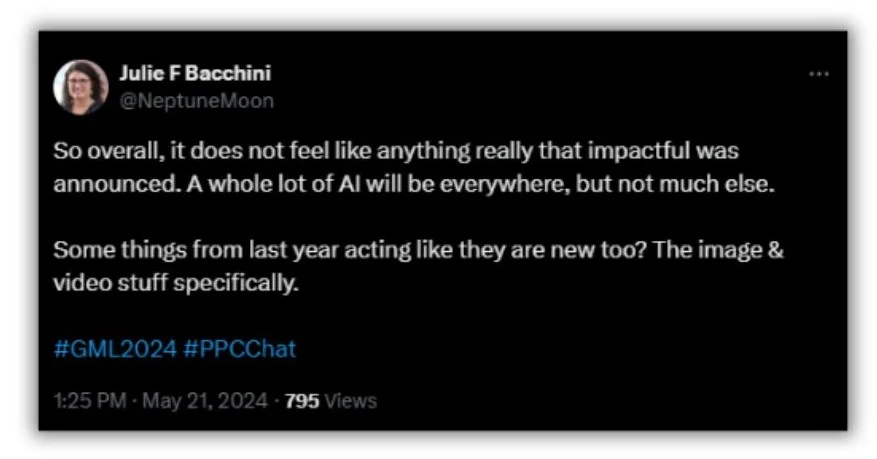 Julie F Bacchini
@NeptuneMoon
So overall, it does not feel like anything really that impactful was
announced. A whole lot of AI will be everywhere, but not much else.
Some things from last year acting like they are new too? The image &
video stuff specifically.
#GML2024 #PPCChat
1:25 PM · May 21, 2024 · 795 Views